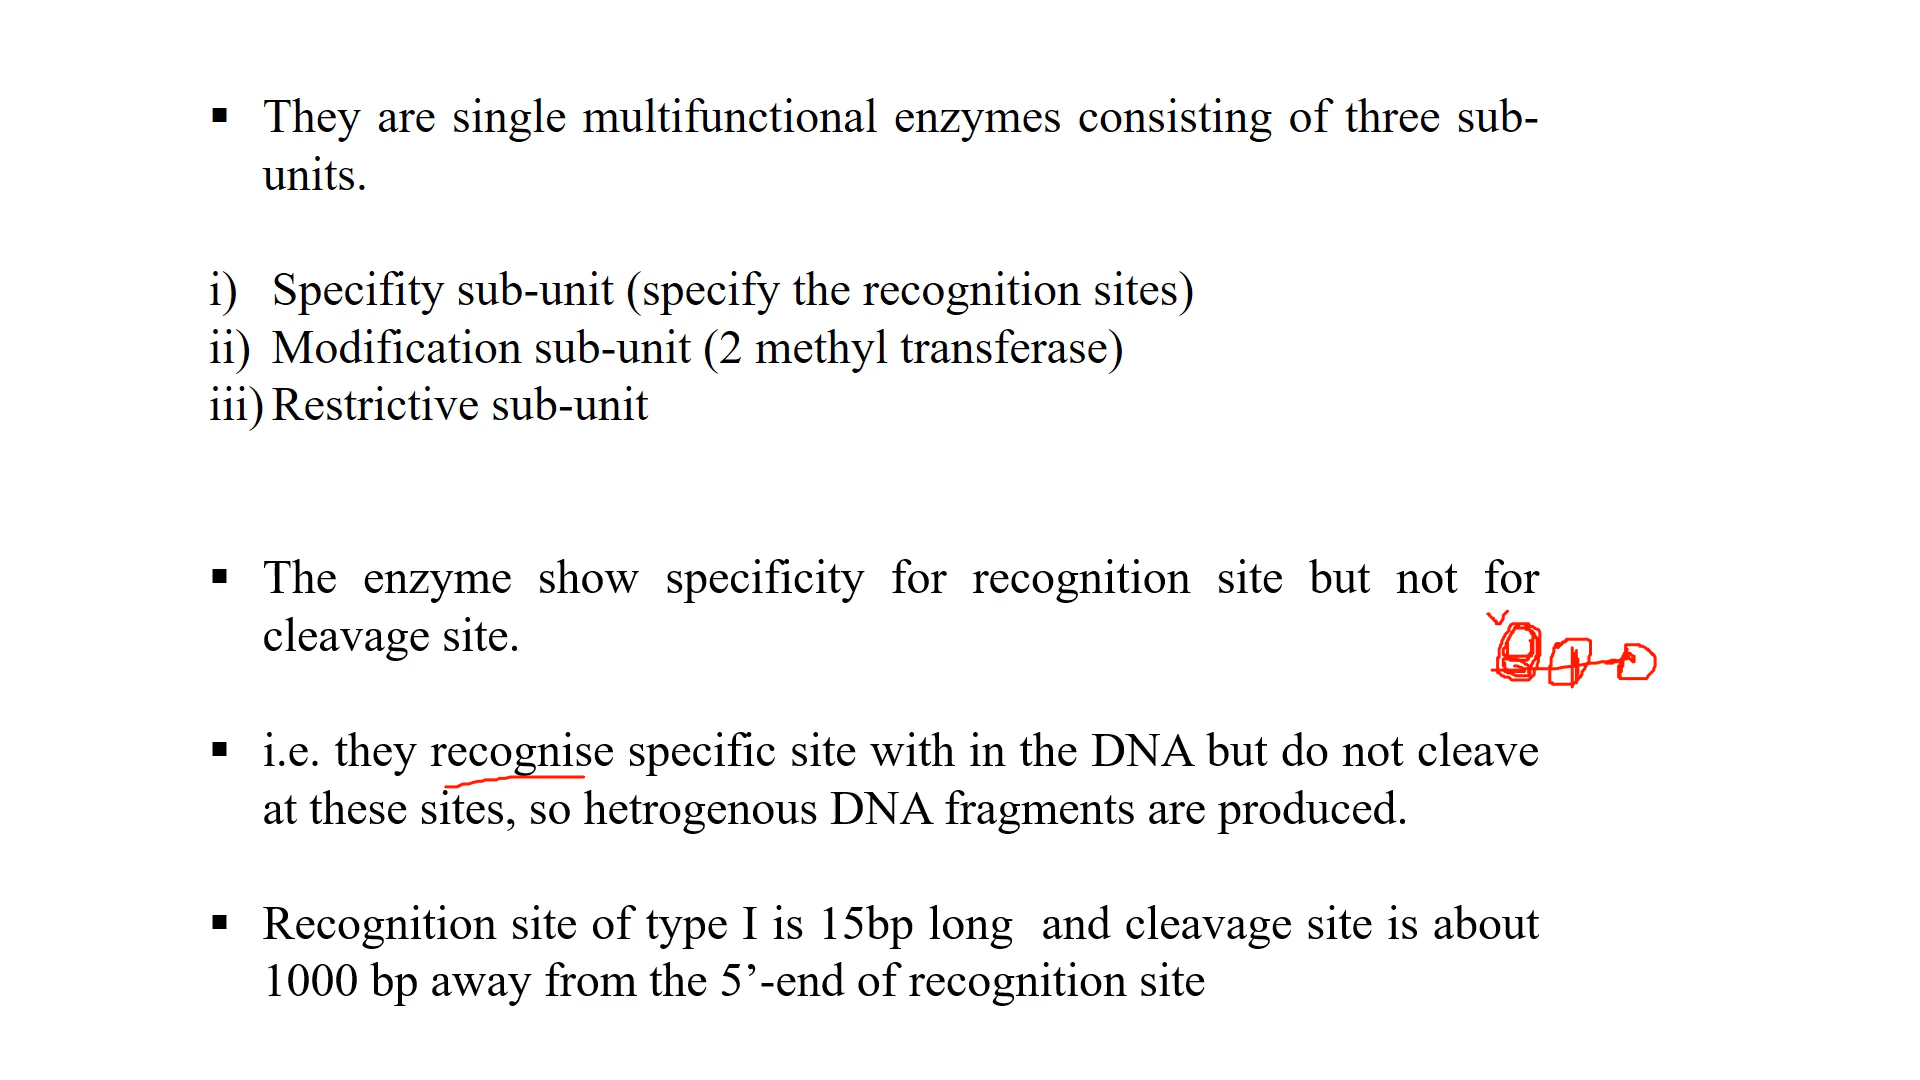 ▪ They are single multifunctional enzymes consisting of three sub-
units.
i) Specifity sub-unit (specify the recognition sites)
ii) Modification sub-unit (2 methyl transferase)
iii) Restrictive sub-unit
▪ The enzyme show specificity for recognition site but not for
cleavage site.
▪ i.e. they recognise specific site with in the DNA but do not cleave
at these sites, so hetrogenous DNA fragments are produced.
▪ Recognition site of type I is 15bp long and cleavage site is about
1000 bp away from the 5’-end of recognition site